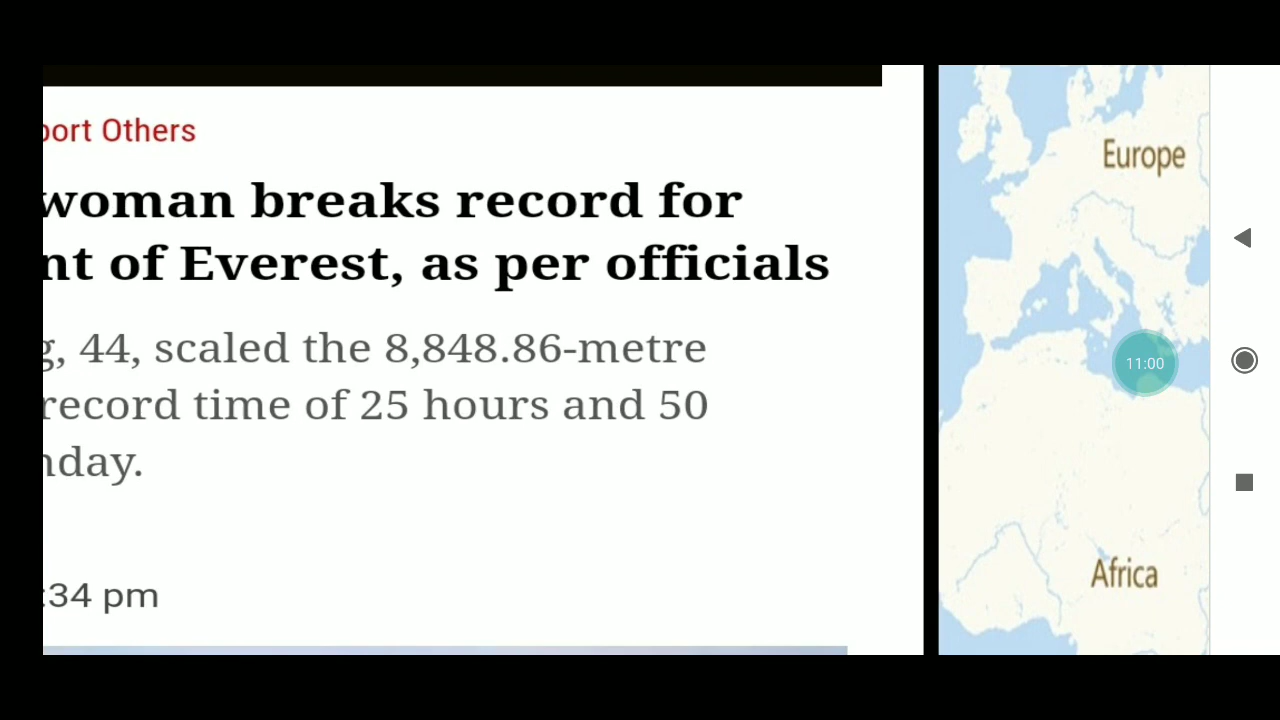 port Others
woman breaks record for
nt of Everest, as per officials
g, 44, scaled the 8,848.86-metre
record time of 25 hours and 50
nday.
:34 pm
Europe
11:00
Africa